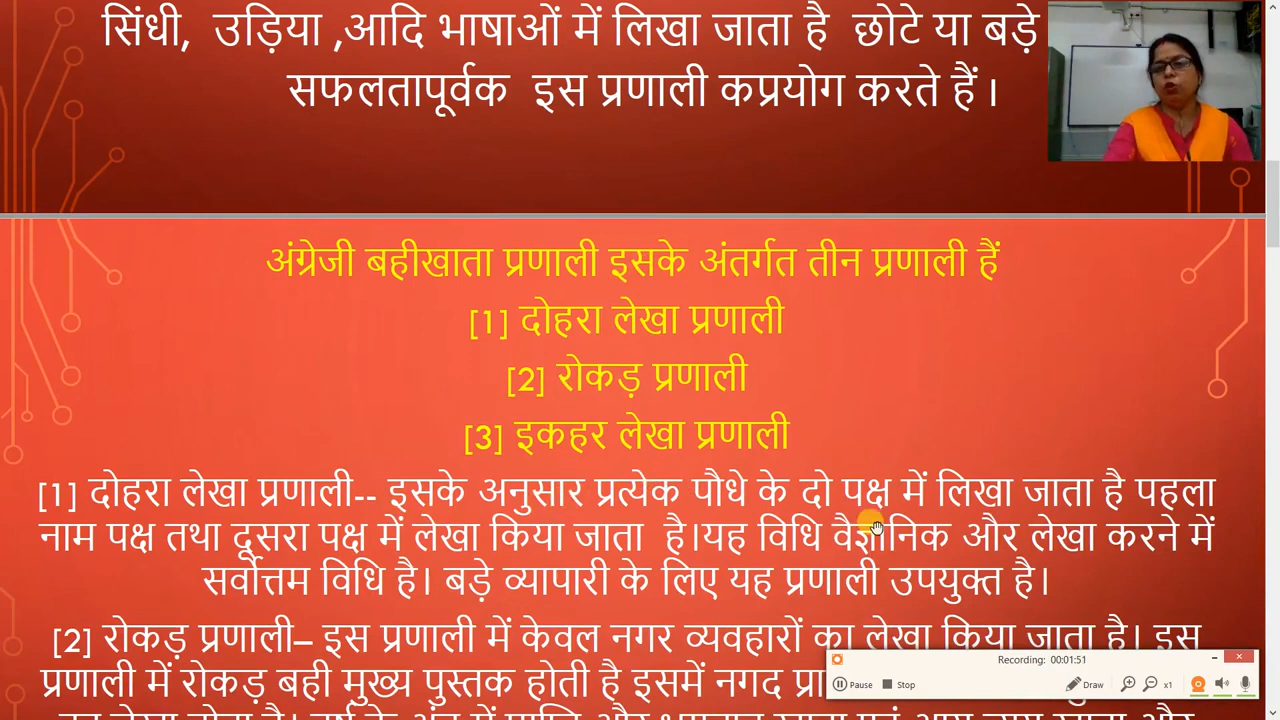 सिंधी, उड़िया ,आदि भाषाओं में लिखा जाता है छोटे या बड़े
सफलतापूर्वक इस प्रणाली कप्रयोग करते हैं ।
अंग्रेजी बहीखाता प्रणाली इसके अंतर्गत तीन प्रणाली हैं
[1] दोहरा लेखा प्रणाली
[2] रोकड़ प्रणाली
[3] इकहर लेखा प्रणाली
[1] दोहरा लेखा प्रणाली-- इसके अनुसार प्रत्येक पौधे के दो पक्ष में लिखा जाता है पहला
नाम पक्ष तथा दूसरा पक्ष में लेखा किया जाता है।यह विधि वैज्ञानिक और लेखा करने में
सर्वोत्तम विधि है। बड़े व्यापारी के लिए यह प्रणाली उपयुक्त है।
[2] रोकड़ प्रणाली– इस प्रणाली में केवल नगर व्यवहारों का लेखा किया जाता है। इस
प्रणाली में रोकड़ बही मुख्य पुस्तक होती है इसमें नगद
Recording: 00:01:51
Pause
Stop
Draw
x1